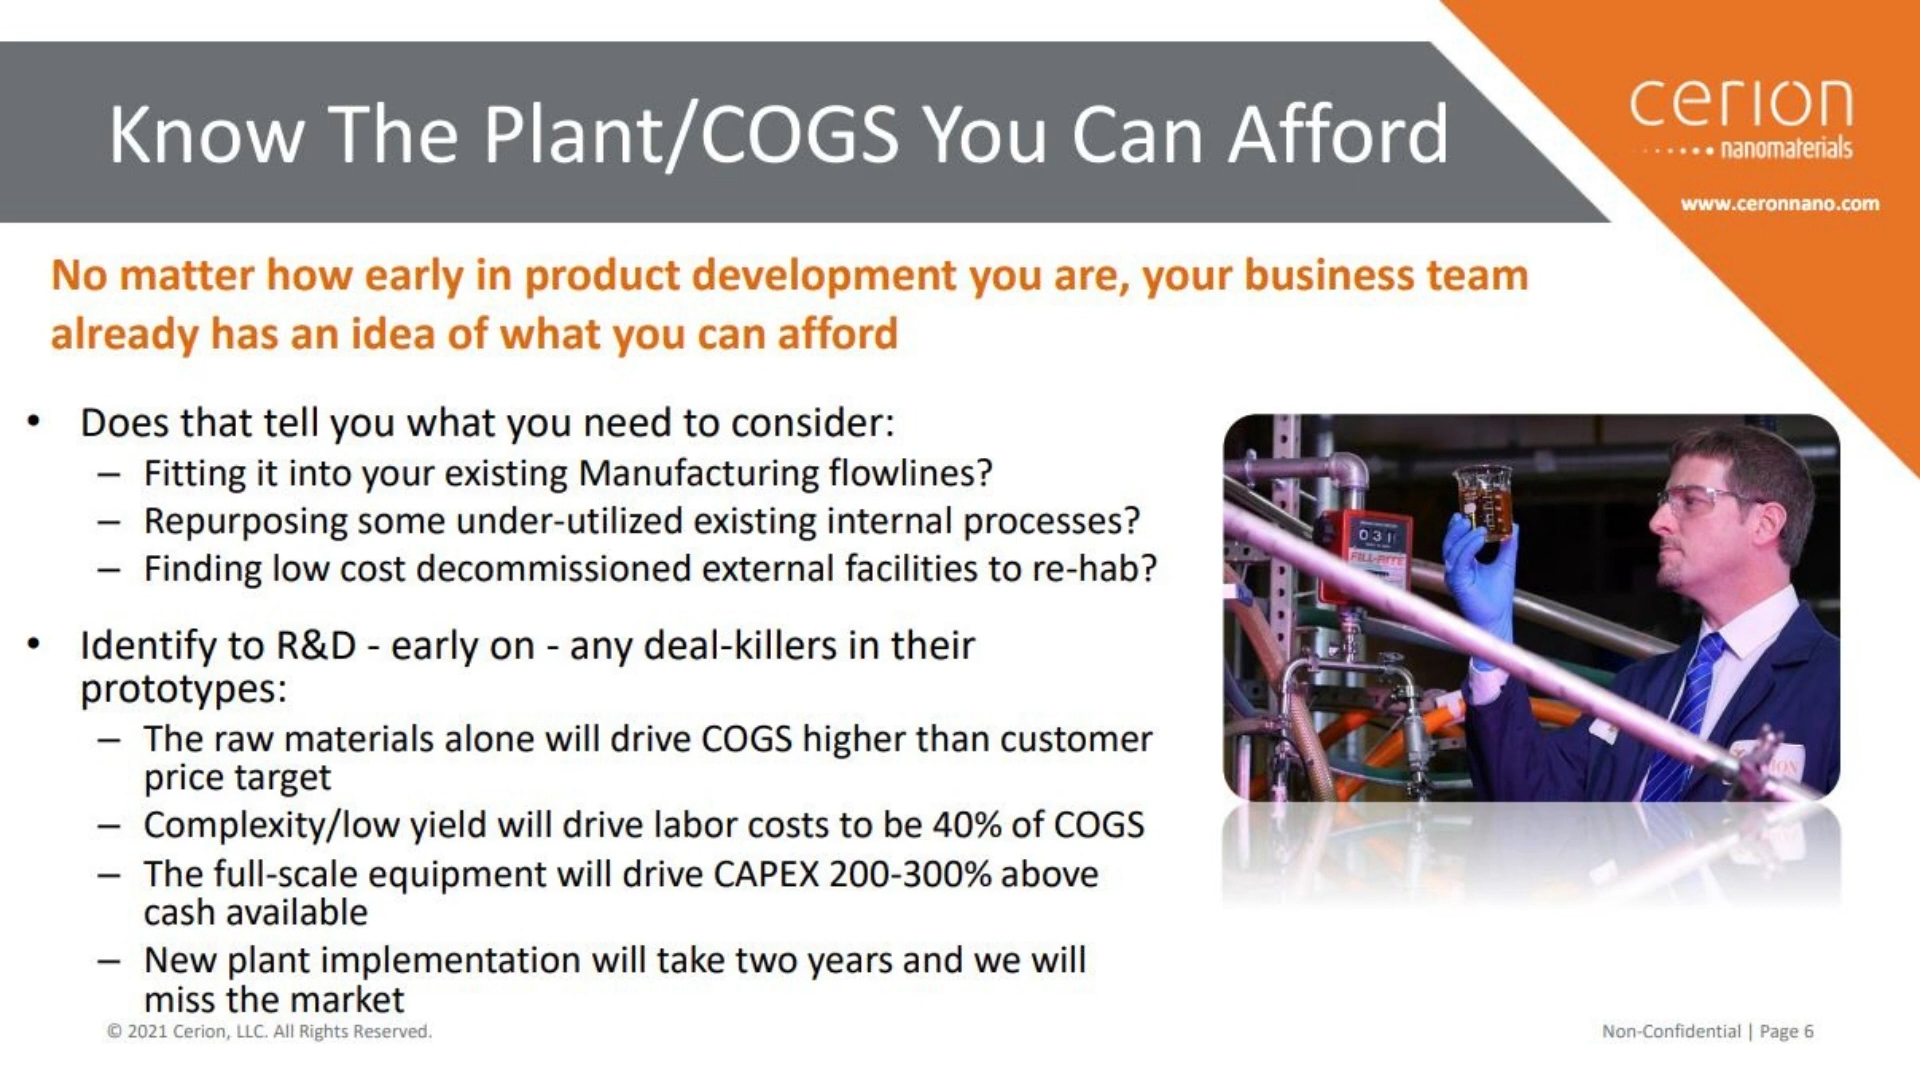 Know The Plant/COGS You Can Afford
cerion
nanomaterials
www.ceronnano.com
No matter how early in product development you are, your business team
already has an idea of what you can afford
• Does that tell you what you need to consider:
– Fitting it into your existing Manufacturing flowlines?
– Repurposing some under-utilized existing internal processes?
– Finding low cost decommissioned external facilities to re-hab?
• Identify to R&D - early on - any deal-killers in their
prototypes:
– The raw materials alone will drive COGS higher than customer
price target
– Complexity/low yield will drive labor costs to be 40% of COGS
– The full-scale equipment will drive CAPEX 200-300% above
cash available
– New plant implementation will take two years and we will
miss the market
031
FILL-RITE
© 2021 Cerion, LLC. All Rights Reserved.
Non-Confidential | Page 6